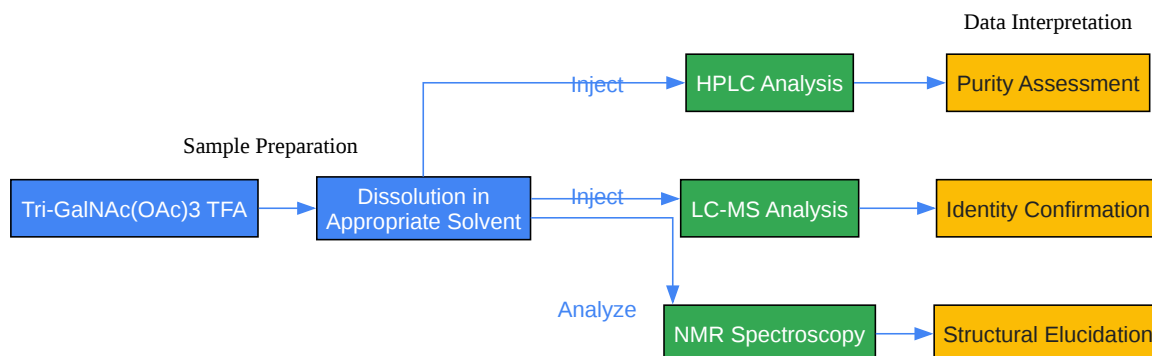 Data Interpretation
Inject
HPLC Analysis
Purity Assessment
Sample Preparation
Tri-GalNAc(OAc)3 TFA
Dissolution in
Appropriate Solvent
Inject
LC-MS Analysis
Identity Confirmation
Analyze
NMR Spectroscopy
Structural Elucidation